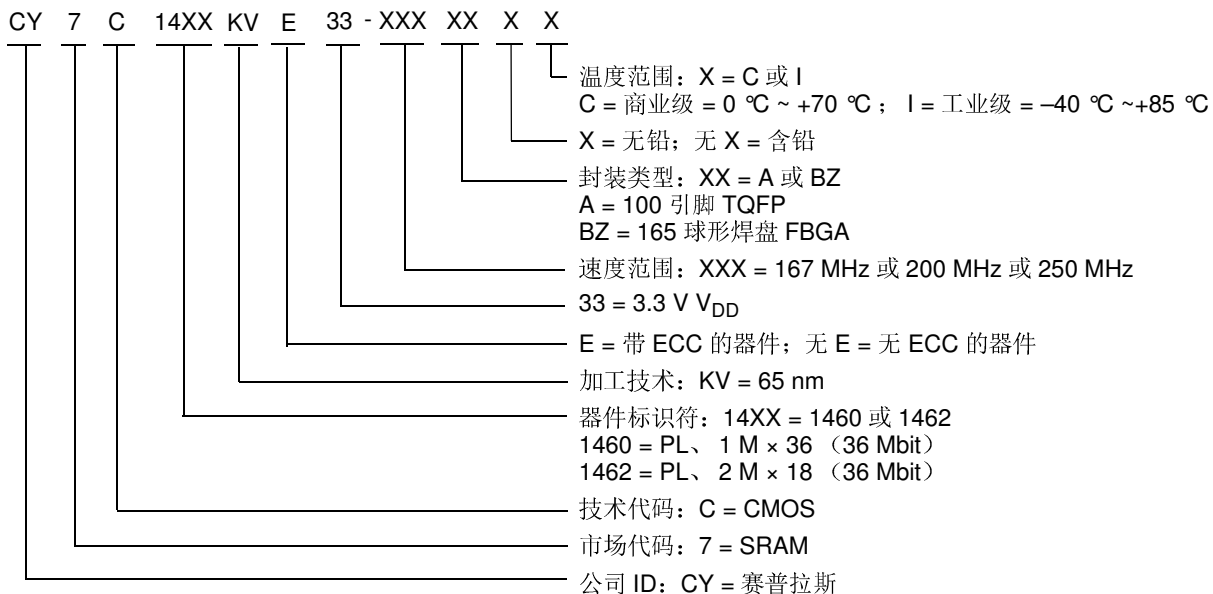 CY 7 C 14XX KV E 33 - XXX XX X X
温度范围：X = C 或 I
C = 商业级 = 0 ℃ ~ +70 ℃； I = 工业级 = –40 ℃ ~+85 ℃
X = 无铅；无 X = 含铅
封装类型：XX = A 或 BZ
A = 100 引脚 TQFP
BZ = 165 球形焊盘 FBGA
速度范围：XXX = 167 MHz 或 200 MHz 或 250 MHz
33 = 3.3 V VDD
E = 带 ECC 的器件；无 E = 无 ECC 的器件
加工技术：KV = 65 nm
器件标识符：14XX = 1460 或 1462
1460 = PL、 1 M × 36 （36 Mbit）
1462 = PL、 2 M × 18 （36 Mbit）
技术代码：C = CMOS
市场代码：7 = SRAM
公司 ID：CY = 赛普拉斯